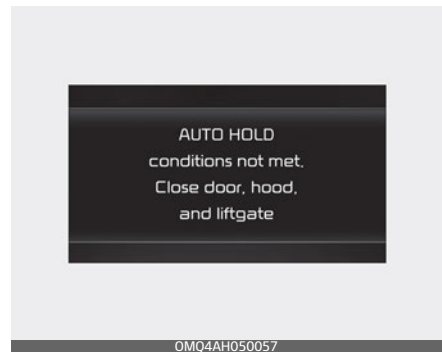 AUTO HOLD
conditions not met.
Close door, hood,
and liftgate
OMQ4AH050057